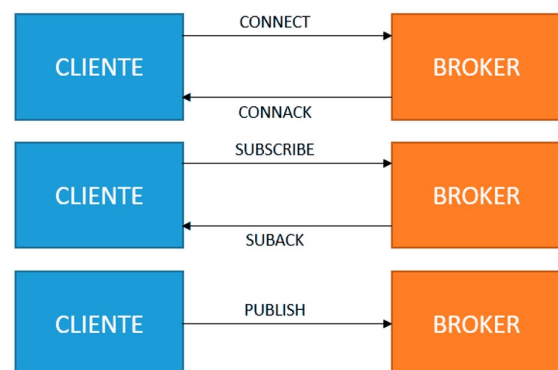 CONNECT
CLIENTE
BROKER
CONNACK
SUBSCRIBE
CLIENTE
BROKER
SUBACK
CLIENTE
PUBLISH
BROKER